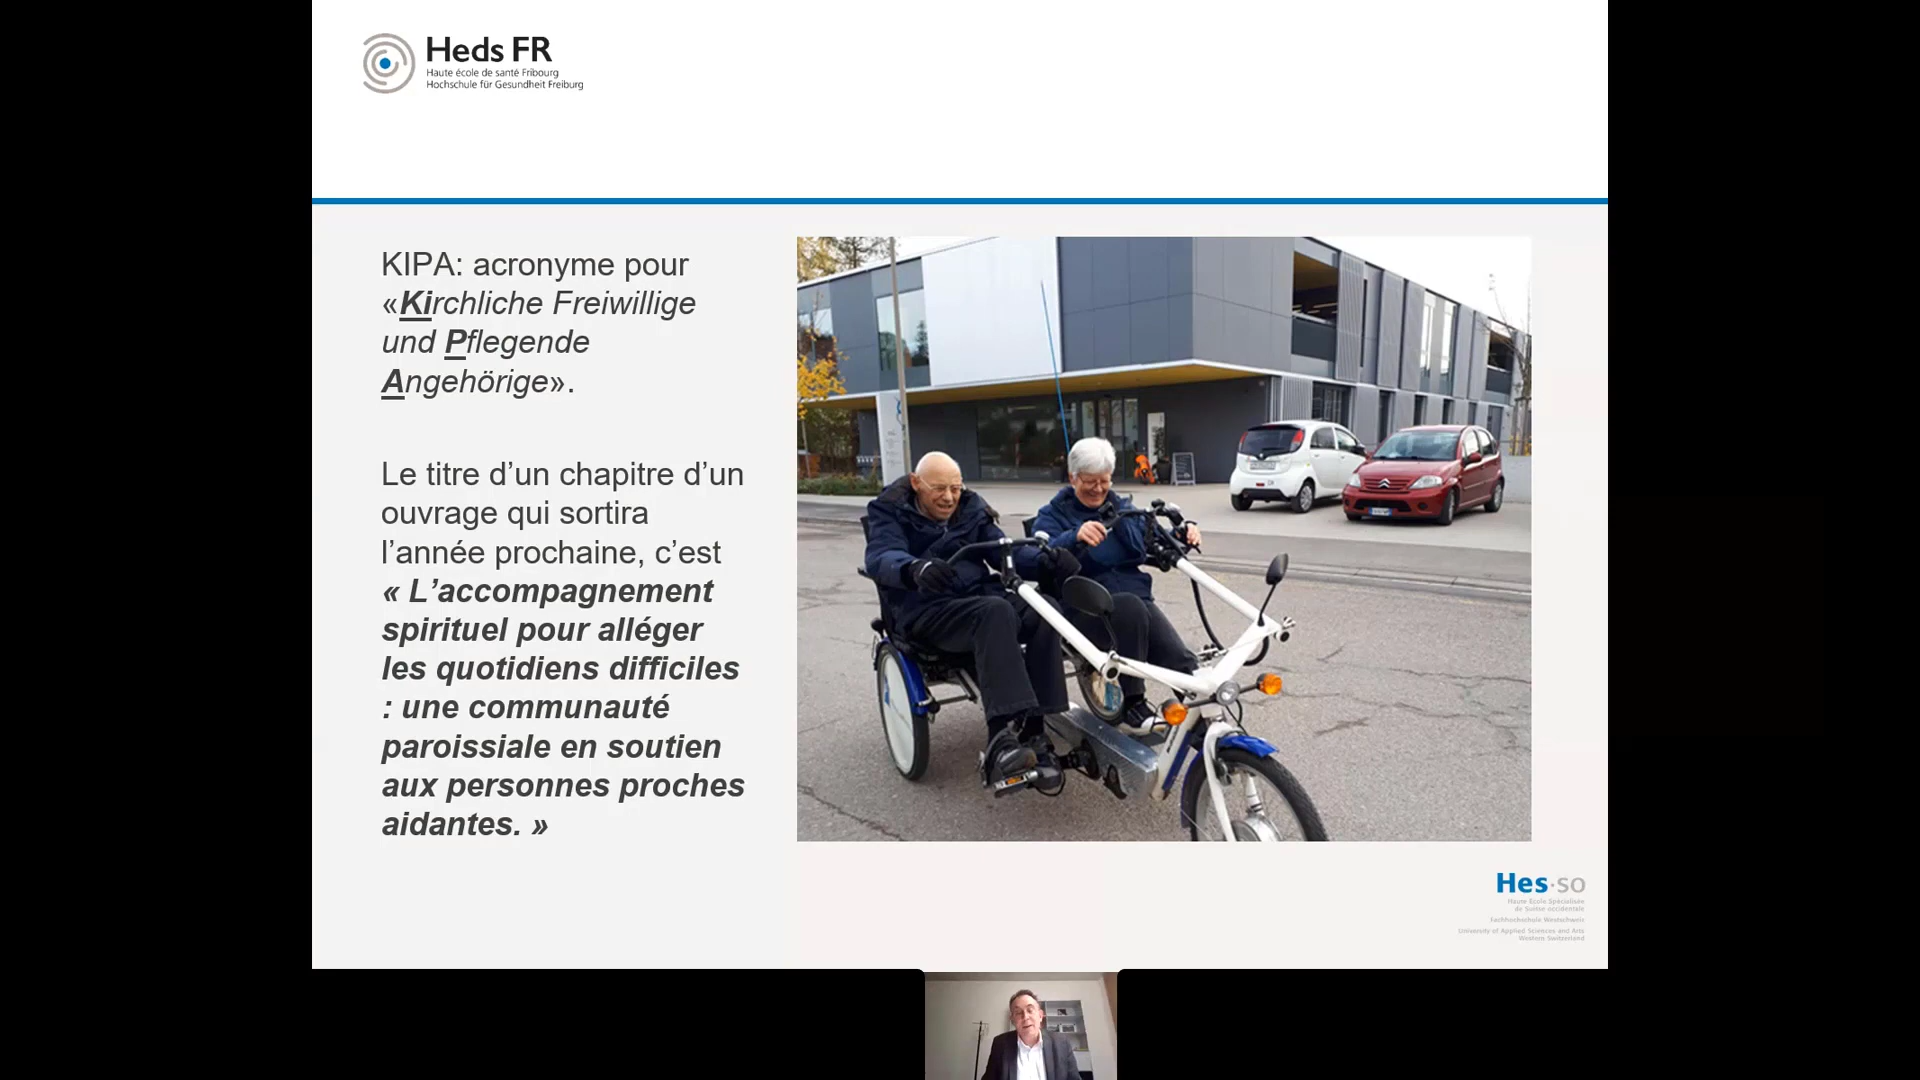 Heds FR
Haute école de santé Fribourg
Hochschule für Gesundheit Freiburg
KIPA: acronyme pour
«Kirchliche Freiwillige
und Pflegende
Angehörige».
Le titre d’un chapitre d’un
ouvrage qui sortira
l’année prochaine, c’est
« L’accompagnement
spirituel pour alléger
les quotidiens difficiles
: une communauté
paroissiale en soutien
aux personnes proches
aidantes. »
Hes·so
Haute Ecole Spécialisée
de Suisse occidentale
Fachhochschule Westschweiz
University of Applied Sciences and Arts
Western Switzerland